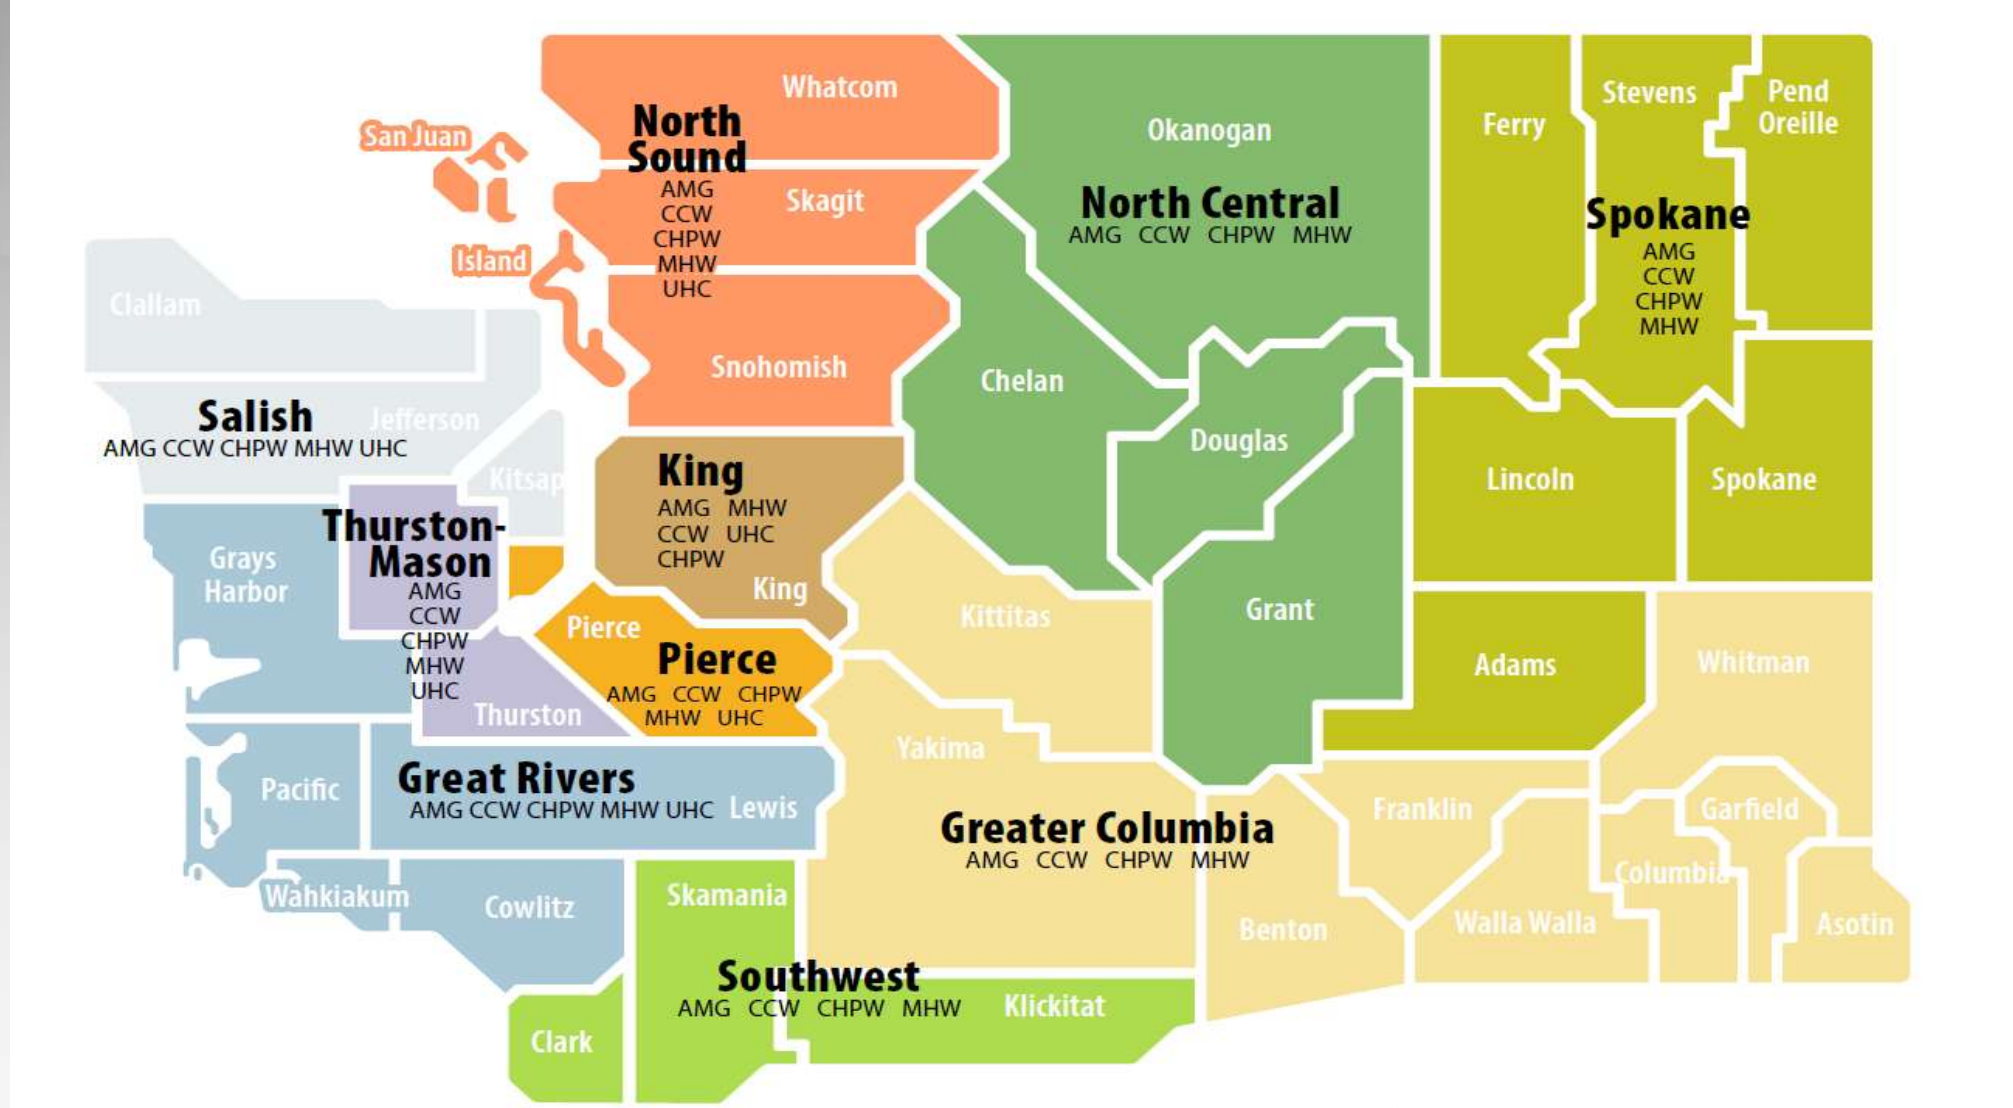 Whatcom
North
Sound
AMG
CCW
CHPW
MHW
UHC
San Juan
Skagit
Island
Snohomish
Okanogan
North Central
AMG CCW CHPW MHW
Chelan
Douglas
Grant
Ferry
Stevens
Pend
Oreille
Spokane
AMG
CCW
CHPW
MHW
Lincoln
Spokane
Adams
Clallam
Salish
Jefferson
AMG CCW CHPW MHW UHC
Kitsap
King
AMG MHW
CCW UHC
CHPW
King
Thurston-
Mason
AMG
CCW
CHPW
MHW
UHC
Thurston
Grays
Harbor
Pierce
Pierce
AMG CCW CHPW
MHW UHC
Pacific
Great Rivers
AMG CCW CHPW MHW UHC
Lewis
Wahkiakum
Cowlitz
Kittitas
Yakima
Greater Columbia
AMG CCW CHPW MHW
Whitman
Franklin
Garfield
Columbia
Benton
Walla Walla
Asotin
Skamania
Southwest
AMG CCW CHPW MHW
Klickitat
Clark